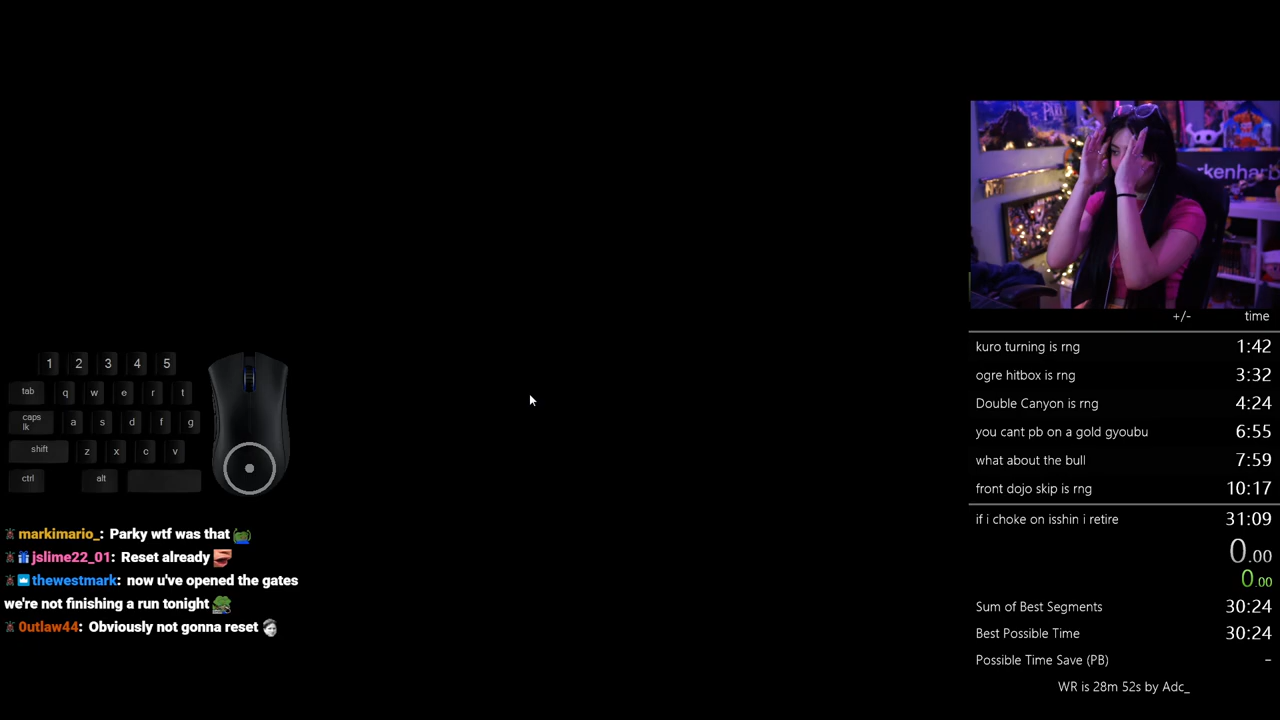 PARKY
rkenhar
+/- time
kuro turning is rng 1:42
ogre hitbox is rng 3:32
Double Canyon is rng 4:24
you cant pb on a gold gyoubu 6:55
what about the bull 7:59
front dojo skip is rng 10:17
if i choke on isshin i retire 31:09
0.00
0.00
Sum of Best Segments 30:24
Best Possible Time 30:24
Possible Time Save (PB) -
WR is 28m 52s by Adc_
1 2 3 4 5
tab q w e r t
caps
lk a s d f g
shift z x c v
ctrl alt
markimario_: Parky wtf was that
jslime22_01: Reset already
thewestmark: now u've opened the gates
we're not finishing a run tonight
0utlaw44: Obviously not gonna reset